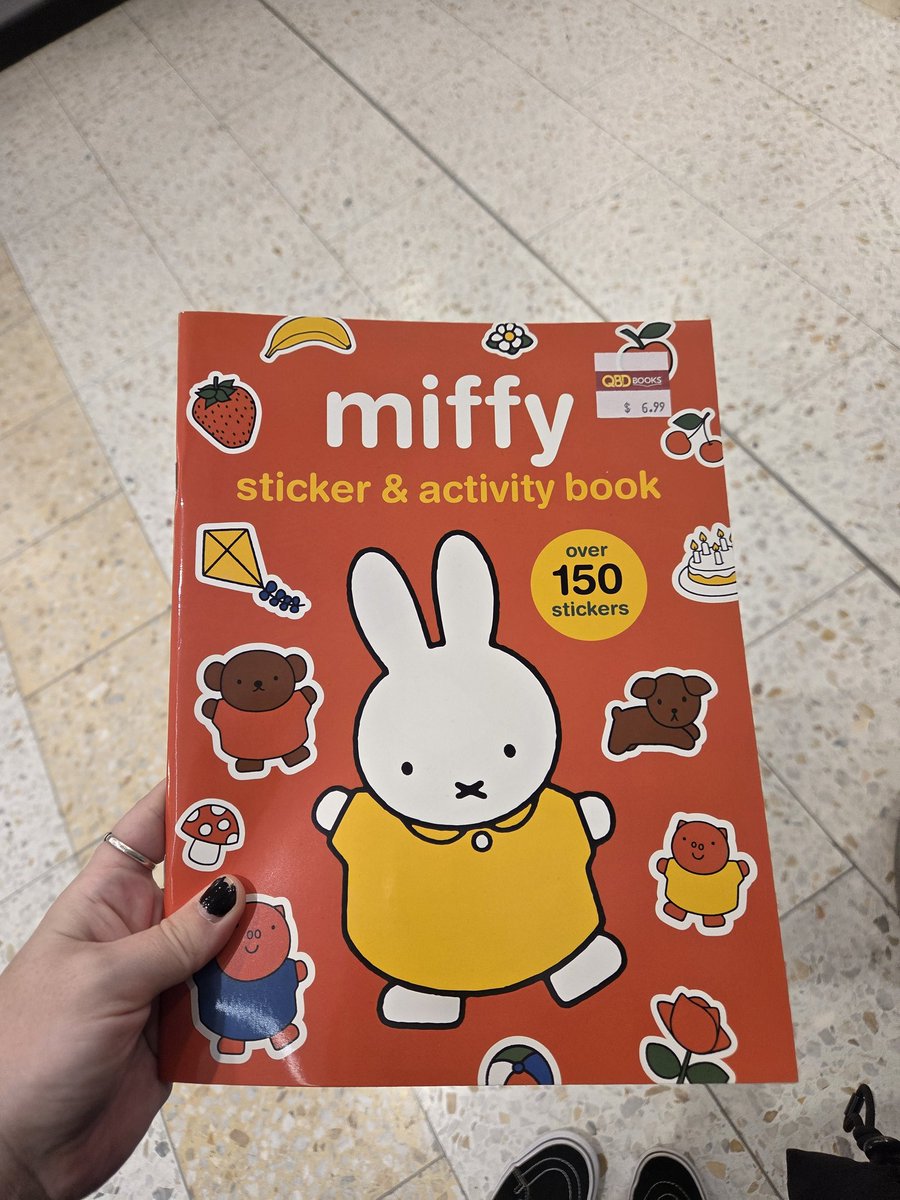 miffy
QBD BOOKS
$ 6.99
sticker & activity book
over
150
stickers